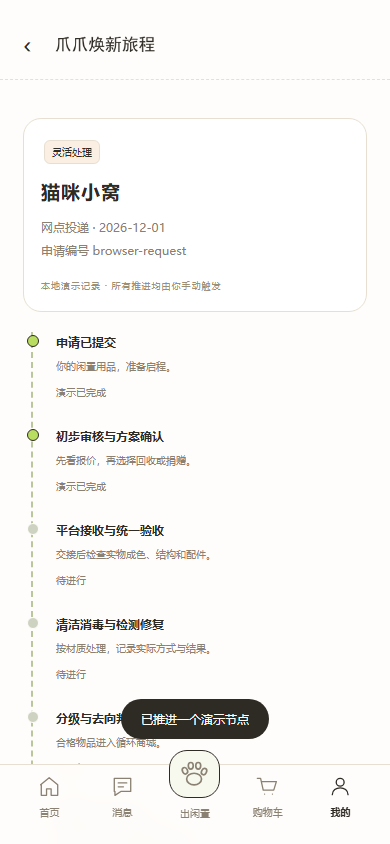 爪爪焕新旅程
灵活处理
猫咪小窝
网点投递 · 2026-12-01
申请编号 browser-request
本地演示记录 · 所有推进均由你手动触发
申请已提交
你的闲置用品，准备启程。
演示已完成
初步审核与方案确认
先看报价，再选择回收或捐赠。
演示已完成
平台接收与统一验收
交接后检查实物成色、结构和配件。
待进行
清洁消毒与检测修复
按材质处理，记录实际方式与结果。
待进行
分级与去向
已推进一个演示节点
合格物品进入循环商城。
首页
消息
出闲置
购物车
我的